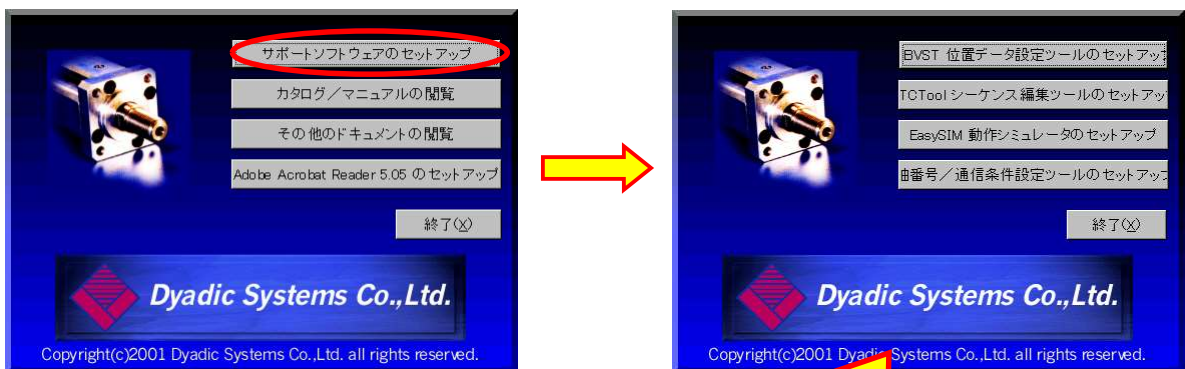 サポートソフトウェアのセットアップ
カタログ／マニュアルの閲覧
その他のドキュメントの閲覧
Adobe Acrobat Reader 5.05 のセットアップ
終了(X)
Dyadic Systems Co.,Ltd.
Copyright(c)2001 Dyadic Systems Co.,Ltd. all rights reserved.
BVST 位置データ設定ツールのセットアッ
TCTool シーケンス編集ツールのセットアッ
EasySIM 動作シミュレータのセットアップ
番号／通信条件設定ツールのセットアッ
終了(X)
Dyadic Systems Co.,Ltd.
Copyright(c)2001 Dyadic Systems Co.,Ltd. all rights reserved.